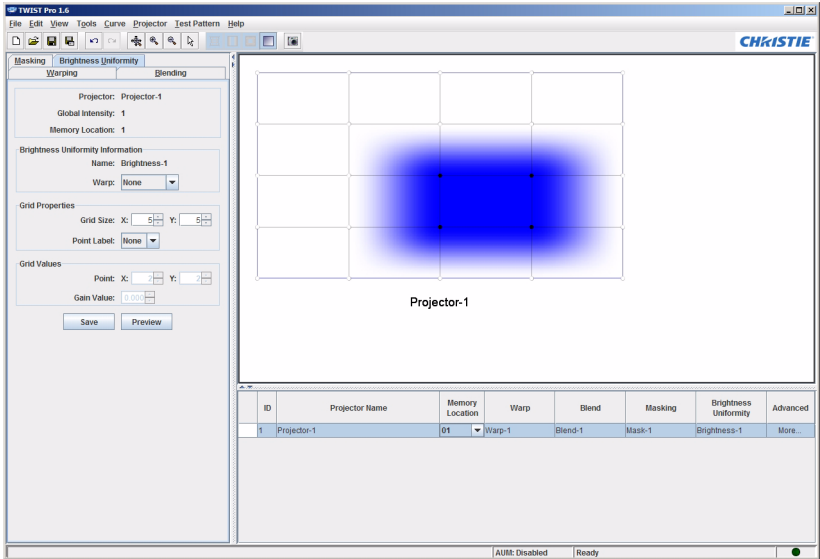 TWIST Pro 1.6
File Edit View Tools Curve Projector Test Pattern Help
CHRISTIE
Masking Brightness Uniformity
Warping Blending
Projector: Projector-1
Global Intensity: 1
Memory Location: 1
Brightness Uniformity Information
Name: Brightness-1
Warp: None
Grid Properties
Grid Size: X: 5 Y: 5
Point Label: None
Grid Values
Point: X: 2 Y: 2
Gain Value: 0.000
Save Preview
Projector-1
ID Projector Name Memory Location Warp Blend Masking Brightness Uniformity Advanced
1 Projector-1 01 Warp-1 Blend-1 Mask-1 Brightness-1 More...
AUM: Disabled Ready